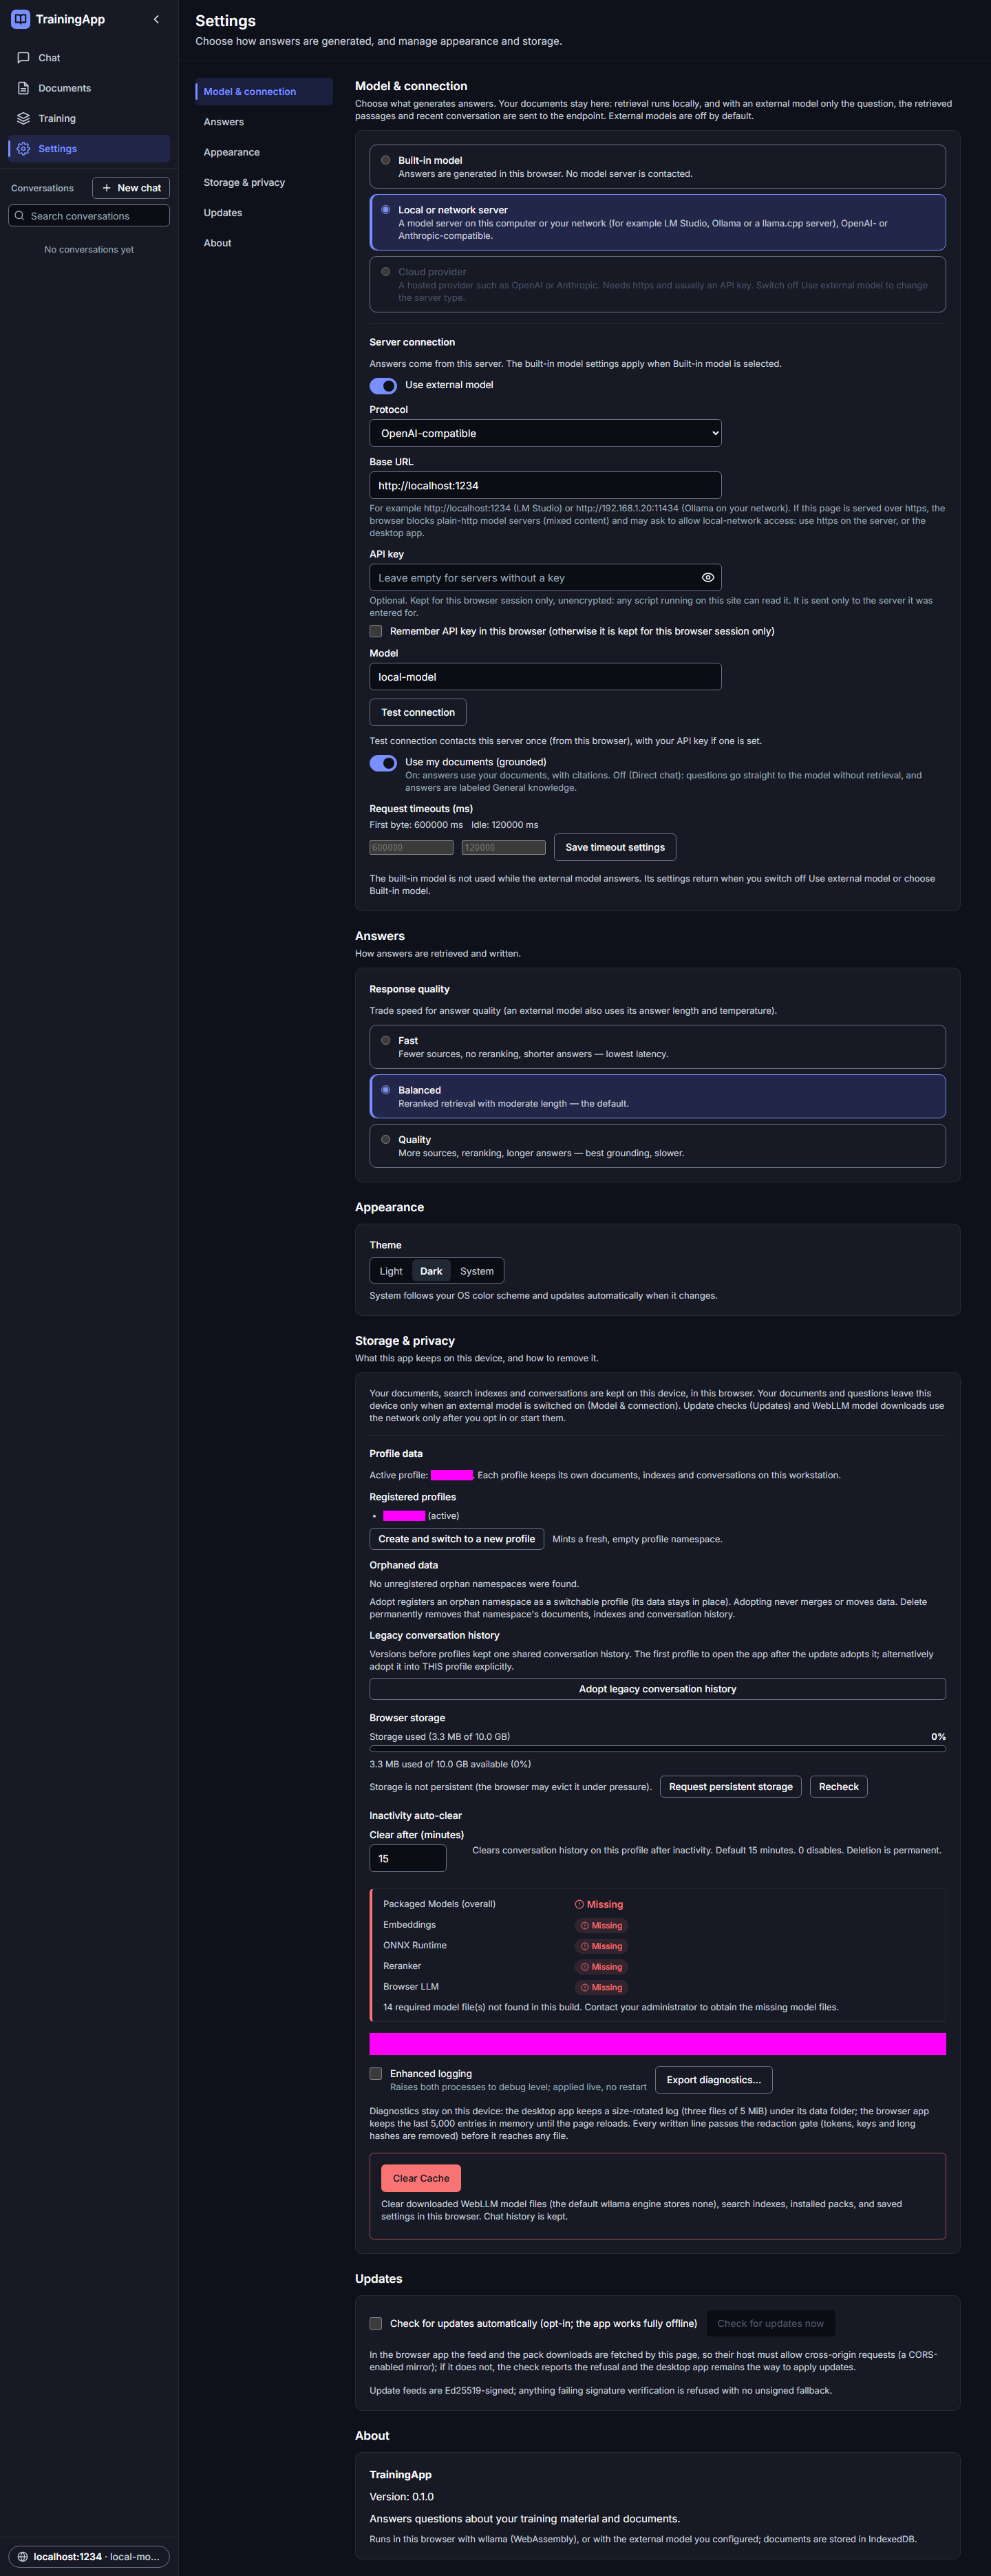 TrainingApp
Chat
Documents
Training
Settings
Conversations
New chat
Search conversations
No conversations yet
localhost:1234 · local-mo...
Settings
Choose how answers are generated, and manage appearance and storage.
Model & connection
Answers
Appearance
Storage & privacy
Updates
About
Model & connection
Choose what generates answers. Your documents stay here: retrieval runs locally, and with an external model only the question, the retrieved
passages and recent conversation are sent to the endpoint. External models are off by default.
Built-in model
Answers are generated in this browser. No model server is contacted.
Local or network server
A model server on this computer or your network (for example LM Studio, Ollama or a llama.cpp server), OpenAI- or
Anthropic-compatible.
Cloud provider
A hosted provider such as OpenAI or Anthropic. Needs https and usually an API key. Switch off Use external model to change
the server type.
Server connection
Answers come from this server. The built-in model settings apply when Built-in model is selected.
Use external model
Protocol
OpenAI-compatible
Base URL
http://localhost:1234
For example http://localhost:1234 (LM Studio) or http://192.168.1.20:11434 (Ollama on your network). If this page is served over https, the
browser blocks plain-http model servers (mixed content) and may ask to allow local-network access: use https on the server, or the
desktop app.
API key
Leave empty for servers without a key
Optional. Kept for this browser session only, unencrypted: any script running on this site can read it. It is sent only to the server it was
entered for.
Remember API key in this browser (otherwise it is kept for this browser session only)
Model
local-model
Test connection
Test connection contacts this server once (from this browser), with your API key if one is set.
Use my documents (grounded)
On: answers use your documents, with citations. Off (Direct chat): questions go straight to the model without retrieval, and
answers are labeled General knowledge.
Request timeouts (ms)
First byte: 600000 ms Idle: 120000 ms
600000 120000 Save timeout settings
The built-in model is not used while the external model answers. Its settings return when you switch off Use external model or choose
Built-in model.
Answers
How answers are retrieved and written.
Response quality
Trade speed for answer quality (an external model also uses its answer length and temperature).
Fast
Fewer sources, no reranking, shorter answers — lowest latency.
Balanced
Reranked retrieval with moderate length — the default.
Quality
More sources, reranking, longer answers — best grounding, slower.
Appearance
Theme
Light Dark System
System follows your OS color scheme and updates automatically when it changes.
Storage & privacy
What this app keeps on this device, and how to remove it.
Your documents, search indexes and conversations are kept on this device, in this browser. Your documents and questions leave this
device only when an external model is switched on (Model & connection). Update checks (Updates) and WebLLM model downloads use
the network only after you opt in or start them.
Profile data
Active profile: . Each profile keeps its own documents, indexes and conversations on this workstation.
Registered profiles
• (active)
Create and switch to a new profile Mints a fresh, empty profile namespace.
Orphaned data
No unregistered orphan namespaces were found.
Adopt registers an orphan namespace as a switchable profile (its data stays in place). Adopting never merges or moves data. Delete
permanently removes that namespace's documents, indexes and conversation history.
Legacy conversation history
Versions before profiles kept one shared conversation history. The first profile to open the app after the update adopts it; alternatively
adopt it into THIS profile explicitly.
Adopt legacy conversation history
Browser storage
Storage used (3.3 MB of 10.0 GB) 0%
3.3 MB used of 10.0 GB available (0%)
Storage is not persistent (the browser may evict it under pressure). Request persistent storage Recheck
Inactivity auto-clear
Clear after (minutes)
15 Clears conversation history on this profile after inactivity. Default 15 minutes. 0 disables. Deletion is permanent.
Packaged Models (overall) Missing
Embeddings Missing
ONNX Runtime Missing
Reranker Missing
Browser LLM Missing
14 required model file(s) not found in this build. Contact your administrator to obtain the missing model files.
Enhanced logging
Raises both processes to debug level; applied live, no restart
Export diagnostics...
Diagnostics stay on this device: the desktop app keeps a size-rotated log (three files of 5 MiB) under its data folder; the browser app
keeps the last 5,000 entries in memory until the page reloads. Every written line passes the redaction gate (tokens, keys and long
hashes are removed) before it reaches any file.
Clear Cache
Clear downloaded WebLLM model files (the default wllama engine stores none), search indexes, installed packs, and saved
settings in this browser. Chat history is kept.
Updates
Check for updates automatically (opt-in; the app works fully offline) Check for updates now
In the browser app the feed and the pack downloads are fetched by this page, so their host must allow cross-origin requests (a CORS-
enabled mirror); if it does not, the check reports the refusal and the desktop app remains the way to apply updates.
Update feeds are Ed25519-signed; anything failing signature verification is refused with no unsigned fallback.
About
TrainingApp
Version: 0.1.0
Answers questions about your training material and documents.
Runs in this browser with wllama (WebAssembly), or with the external model you configured; documents are stored in IndexedDB.